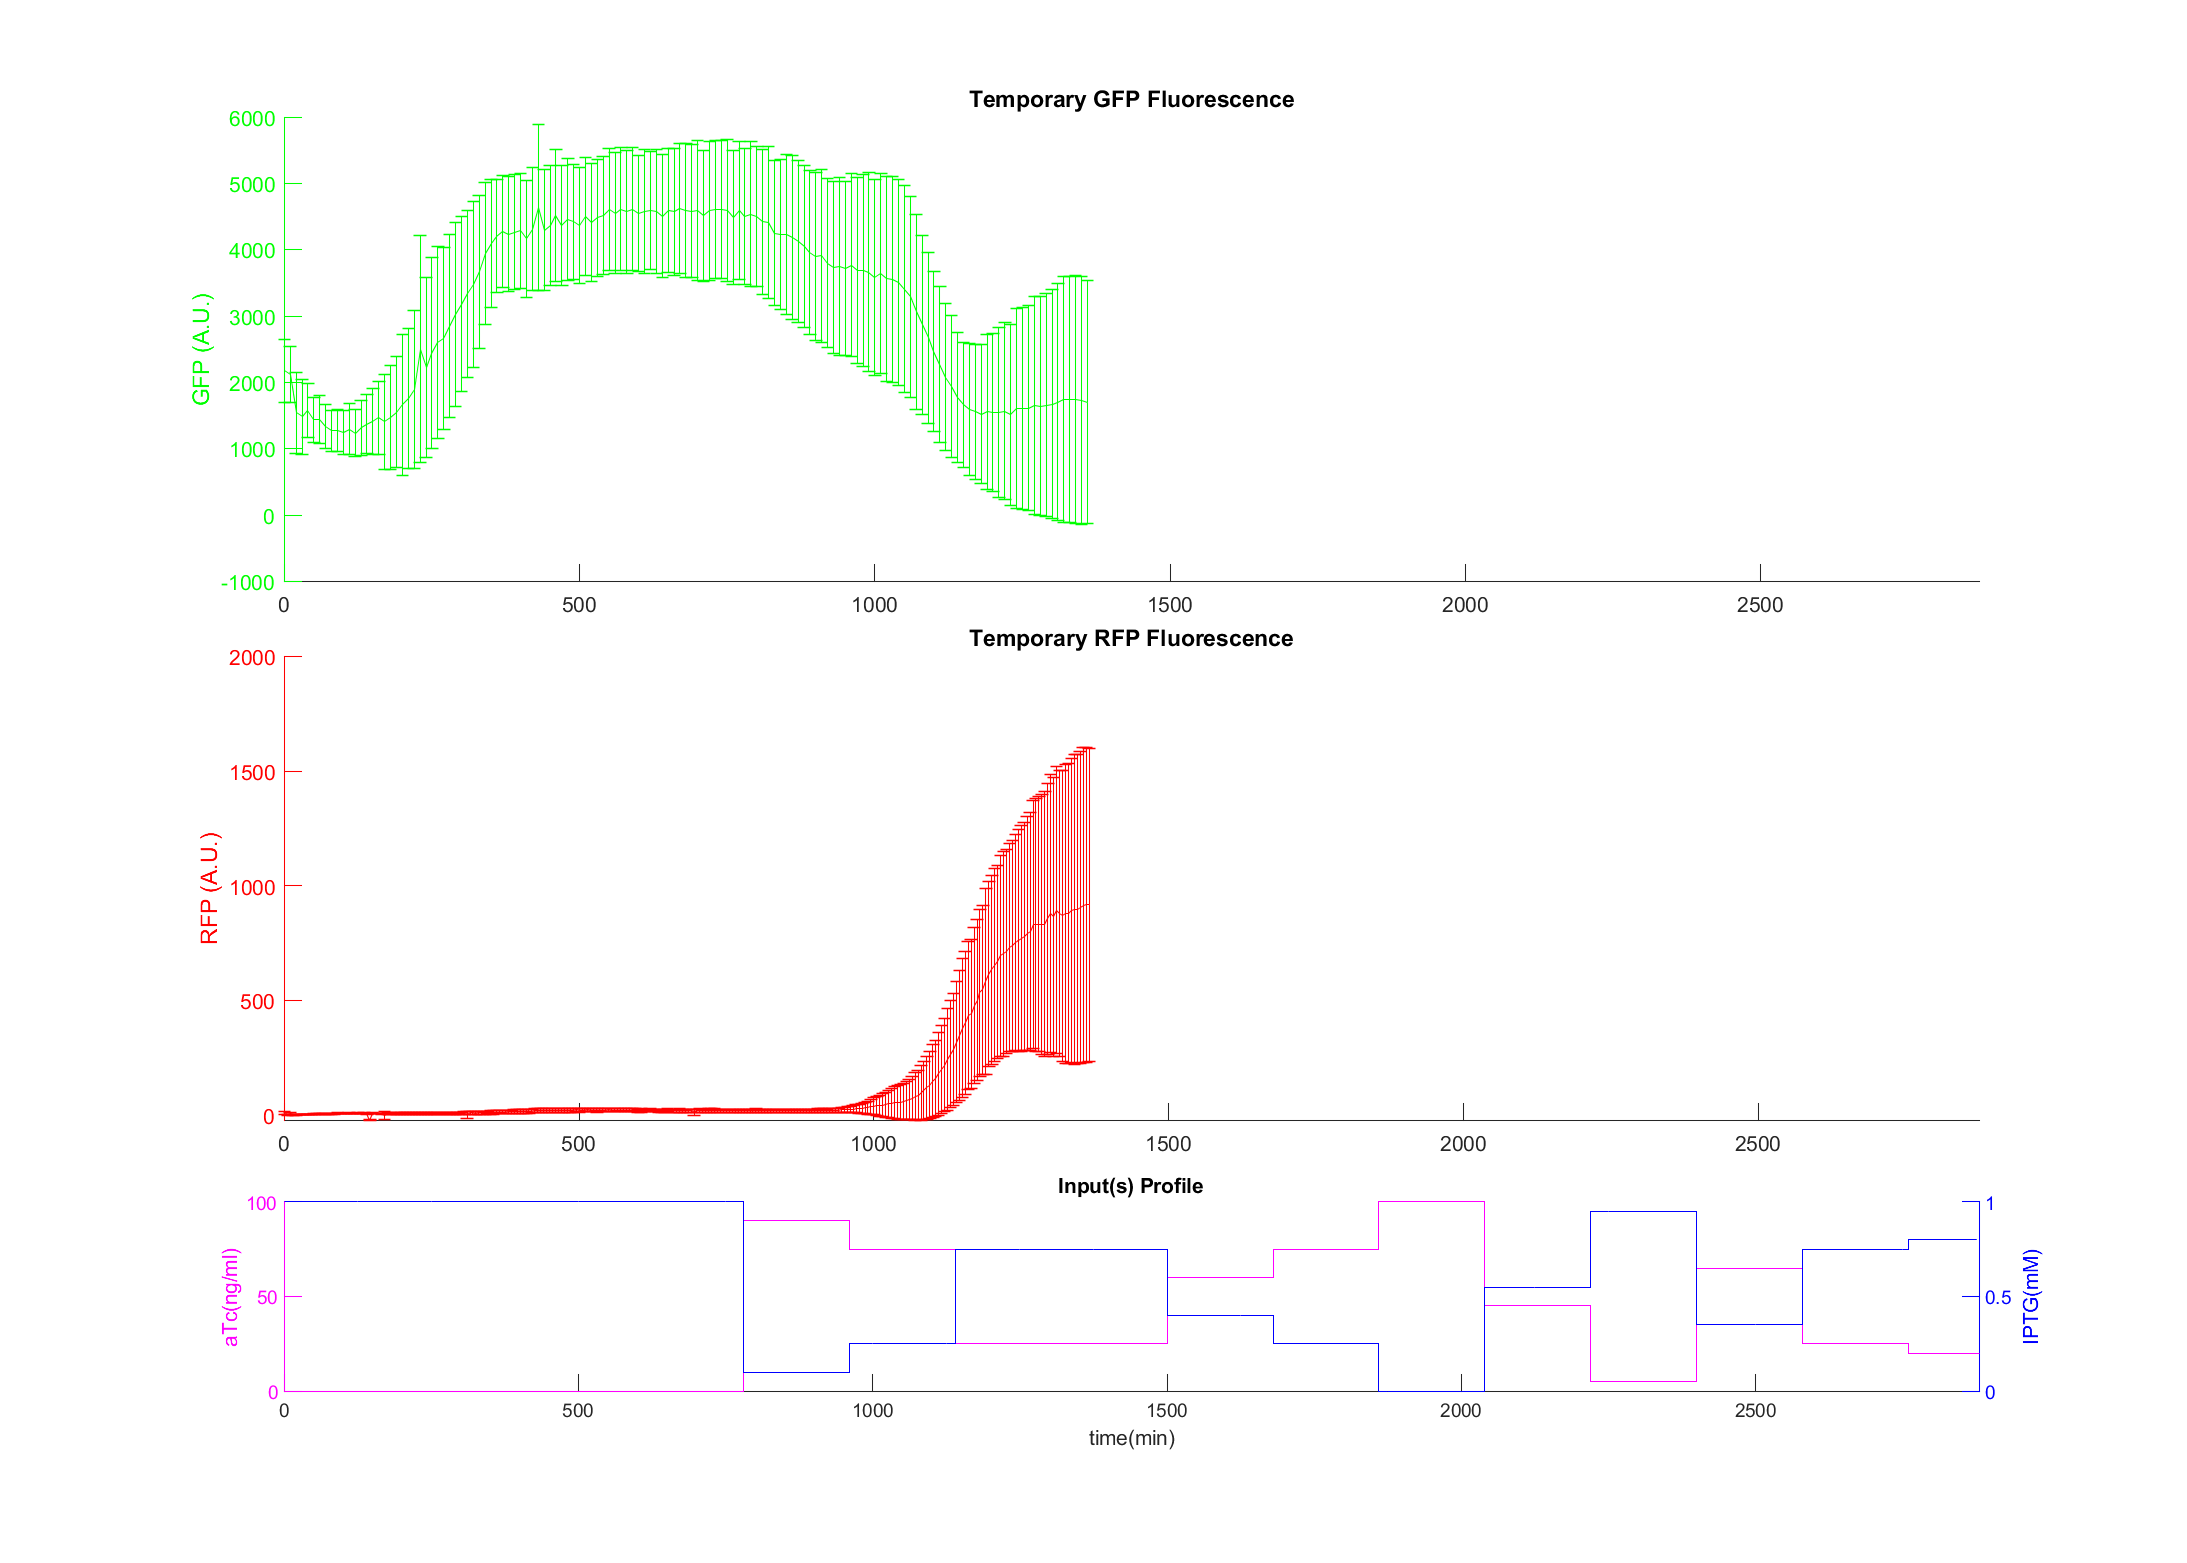 Temporary GFP Fluorescence
GFP (A.U.)
6000
5000
4000
3000
2000
1000
0
-1000
0 500 1000 1500 2000 2500
Temporary RFP Fluorescence
RFP (A.U.)
2000
1500
1000
500
0
0 500 1000 1500 2000 2500
Input(s) Profile
aTc(ng/ml)
100
50
0
1
0.5
0
IPTG(mM)
0 500 1000 1500 2000 2500
time(min)